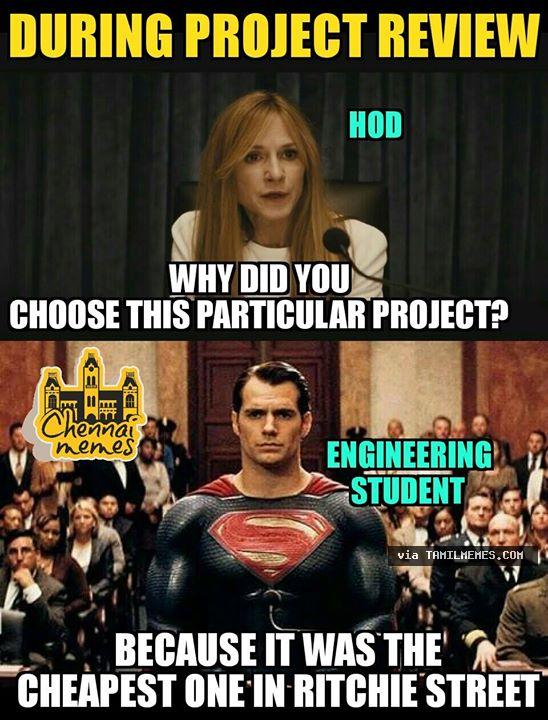 DURING PROJECT REVIEW
HOD
WHY DID YOU
CHOOSE THIS PARTICULAR PROJECT?
Chennai
memes
ENGINEERING
STUDENT
via TAMILMEMES.COM
BECAUSE IT WAS THE
CHEAPEST ONE IN RITCHIE STREET